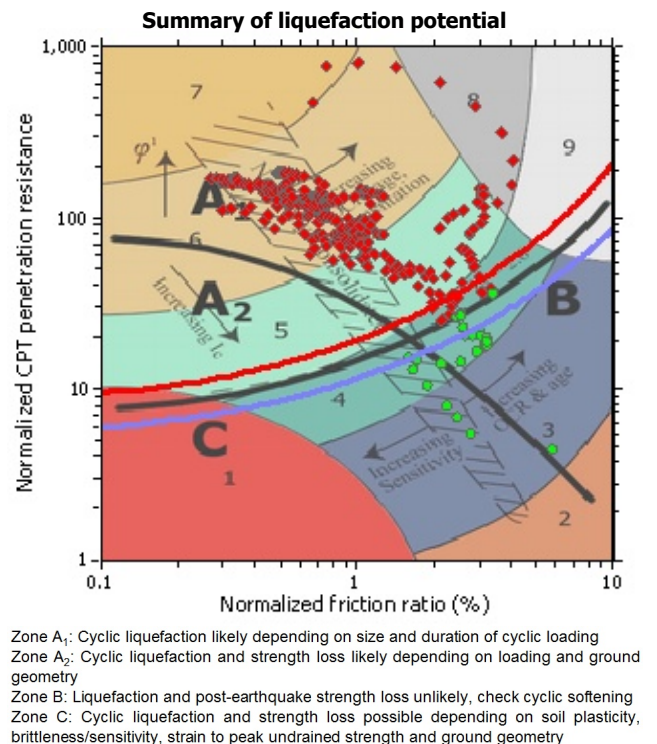 Summary of liquefaction potential
Normalized CPT penetration resistance
1,000
100
10
1
7
8
9
φ'
A1
6
A2
5
B
4
C
3
1
2
Increasing
Increasing Ic
Increasing
& age
Increasing
Sensitivity
0.1
1
10
Normalized friction ratio (%)
Zone A1: Cyclic liquefaction likely depending on size and duration of cyclic loading
Zone A2: Cyclic liquefaction and strength loss likely depending on loading and ground
geometry
Zone B: Liquefaction and post-earthquake strength loss unlikely, check cyclic softening
Zone C: Cyclic liquefaction and strength loss possible depending on soil plasticity,
brittleness/sensitivity, strain to peak undrained strength and ground geometry